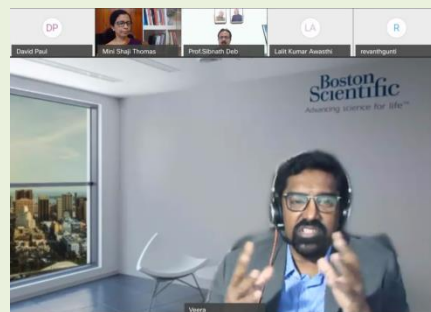 DP
LA
R
David Paul
Mini Shaji Thomas
Prof.Sibnath Deb
Lalit Kumar Awasthi
revanthgunti
Boston
Scientific
Advancing science for life™
Veera